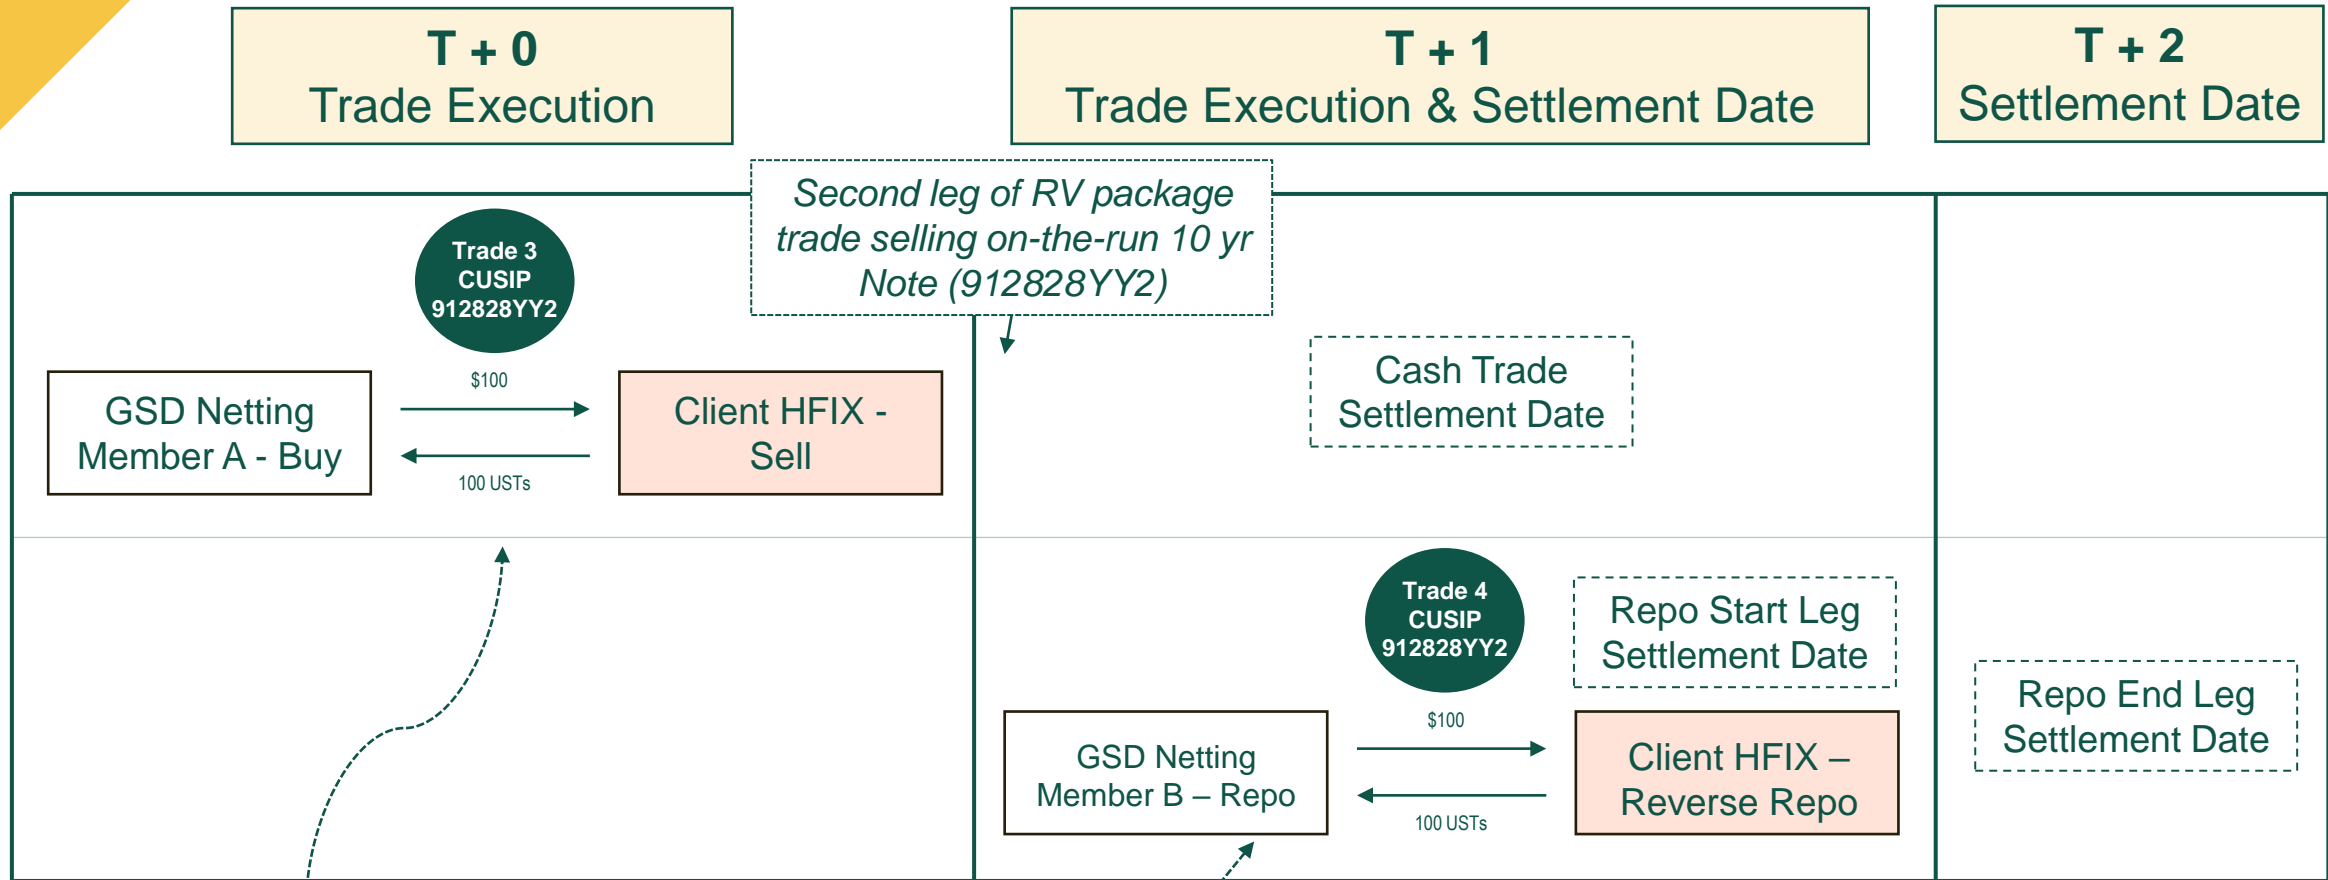 T + 0
Trade Execution
T + 1
Trade Execution & Settlement Date
T + 2
Settlement Date
Second leg of RV package
trade selling on-the-run 10 yr
Note (912828YY2)
Trade 3
CUSIP
912828YY2
$100
GSD Netting
Member A - Buy
Client HFIX -
Sell
100 USTs
Cash Trade
Settlement Date
Trade 4
CUSIP
912828YY2
Repo Start Leg
Settlement Date
$100
GSD Netting
Member B – Repo
Client HFIX –
Reverse Repo
100 USTs
Repo End Leg
Settlement Date